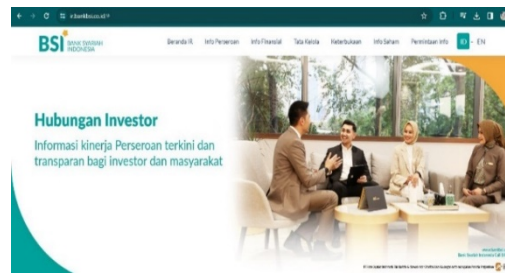 BSI BANK SYARIAH INDONESIA
Beranda IR Info Perseroan Info Finansial Tata Kelola Keterbukaan Info Saham Permintaan Info ID - EN
Hubungan Investor
Informasi kinerja Perseroan terkini dan
transparan bagi investor dan masyarakat